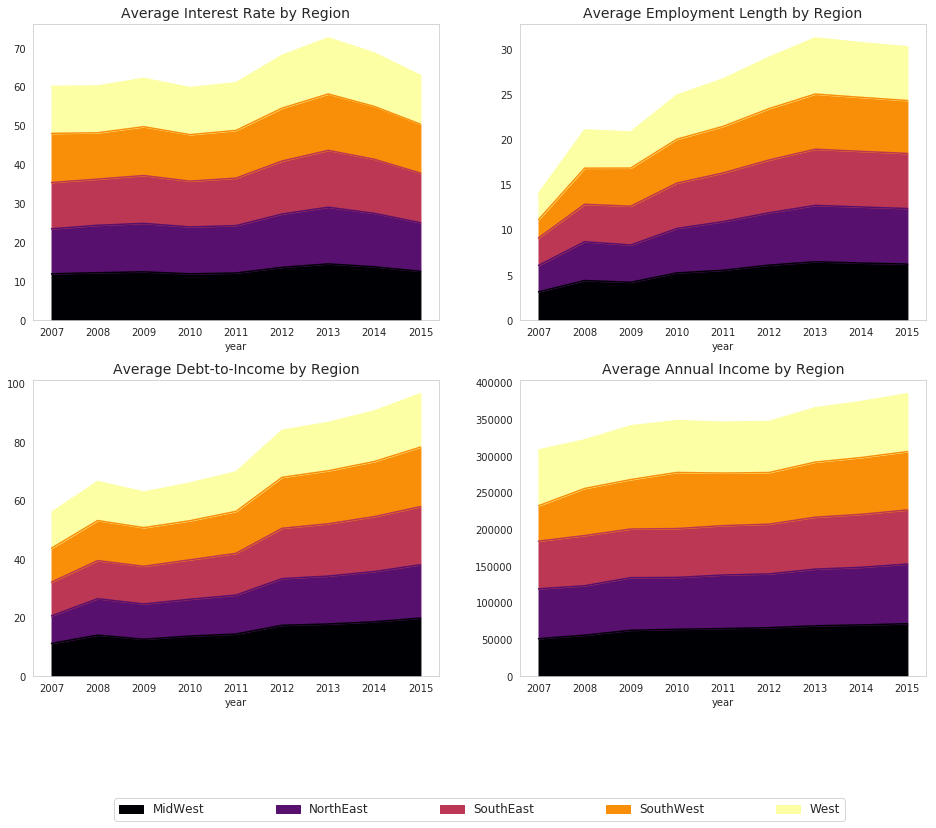 Average Interest Rate by Region
70
60
50
40
30
20
10
0
2007 2008 2009 2010 2011 2012 2013 2014 2015
year
Average Employment Length by Region
30
25
20
15
10
5
0
2007 2008 2009 2010 2011 2012 2013 2014 2015
year
Average Debt-to-Income by Region
100
80
60
40
20
0
2007 2008 2009 2010 2011 2012 2013 2014 2015
year
Average Annual Income by Region
400000
350000
300000
250000
200000
150000
100000
50000
0
2007 2008 2009 2010 2011 2012 2013 2014 2015
year
MidWest NorthEast SouthEast SouthWest West